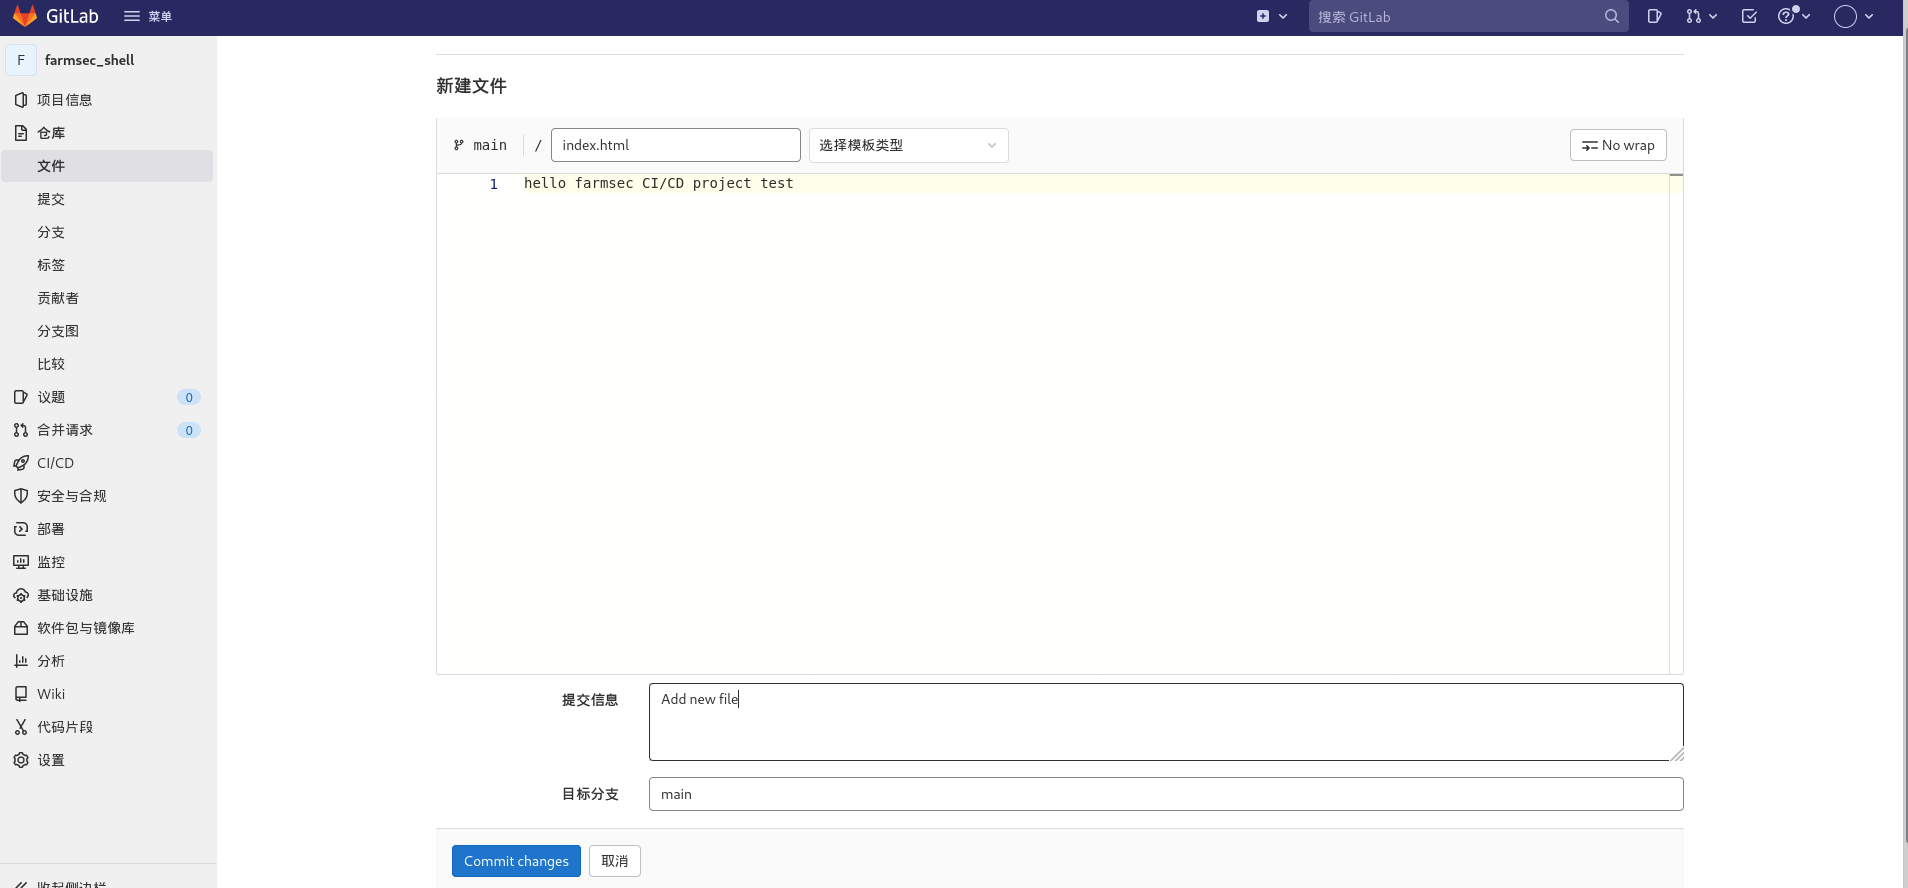 GitLab
菜单
搜索 GitLab
F
farmsec_shell
项目信息
仓库
文件
提交
分支
标签
贡献者
分支图
比较
议题 0
合并请求 0
CI/CD
安全与合规
部署
监控
基础设施
软件包与镜像库
分析
Wiki
代码片段
设置
收起侧边栏
新建文件
main / index.html 选择模板类型 No wrap
1 hello farmsec CI/CD project test
提交信息 Add new file
目标分支 main
Commit changes 取消